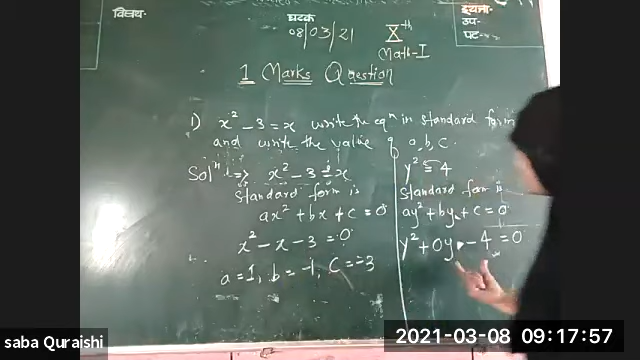 विषय
घटक
08/03/21
Xth
Math-I
उप
पट
1 Marks Question
1) x² - 3 = x write the eqn in standard form
and write the value of a, b, c.
Solⁿ :=> x² - 3 = x
Standard form is
ax² + bx + c = 0
x² - x - 3 = 0
a = 1, b = -1, c = -3
y² = 4
Standard form is
ay² + by + c = 0
y² + 0y - 4 = 0
saba Quraishi
2021-03-08 09:17:57